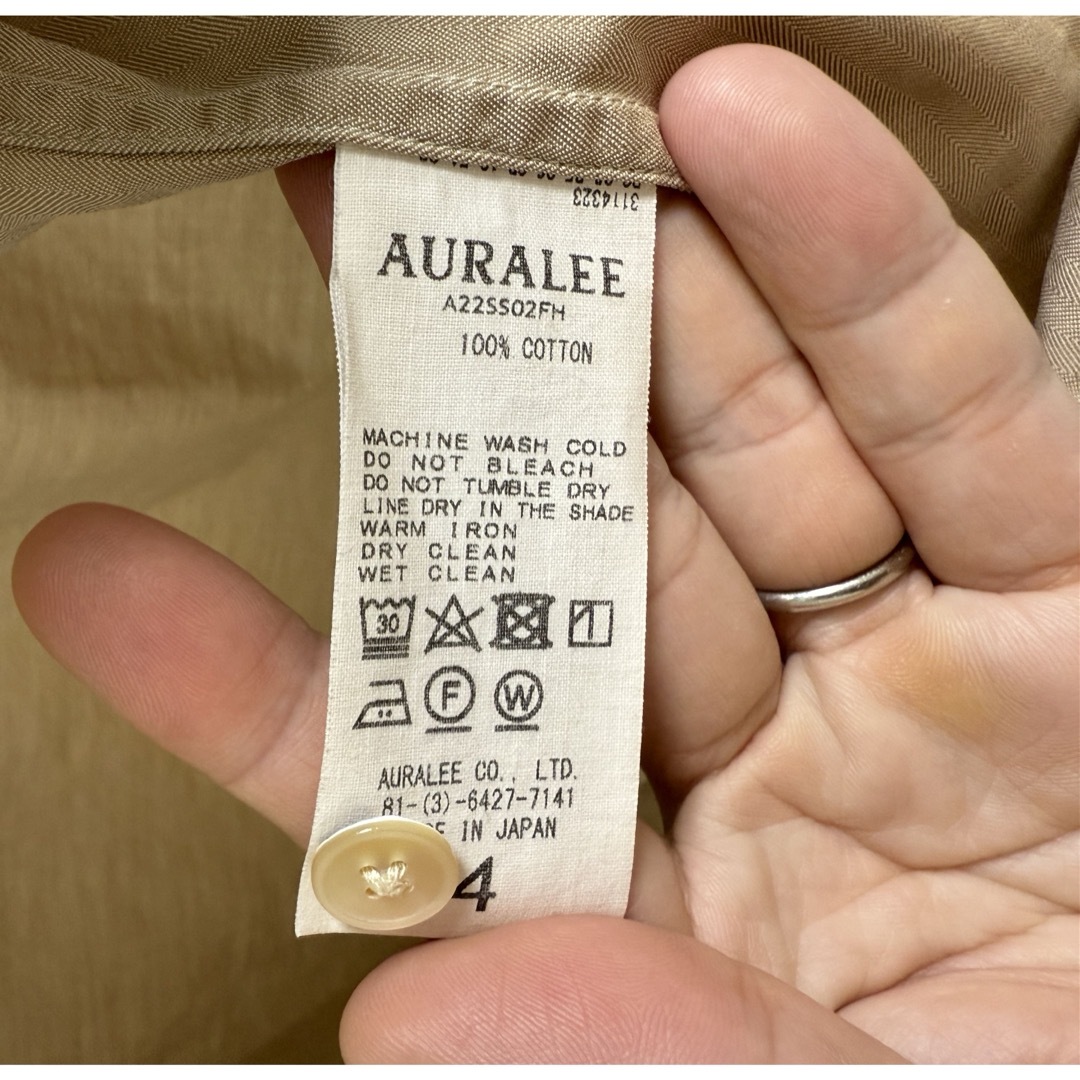 3114323
AURALEE
A22SS02FH
100% COTTON
MACHINE WASH COLD
DO NOT BLEACH
DO NOT TUMBLE DRY
LINE DRY IN THE SHADE
WARM IRON
DRY CLEAN
WET CLEAN
30
F W
AURALEE CO., LTD.
81-(3)-6427-7141
IN JAPAN
4